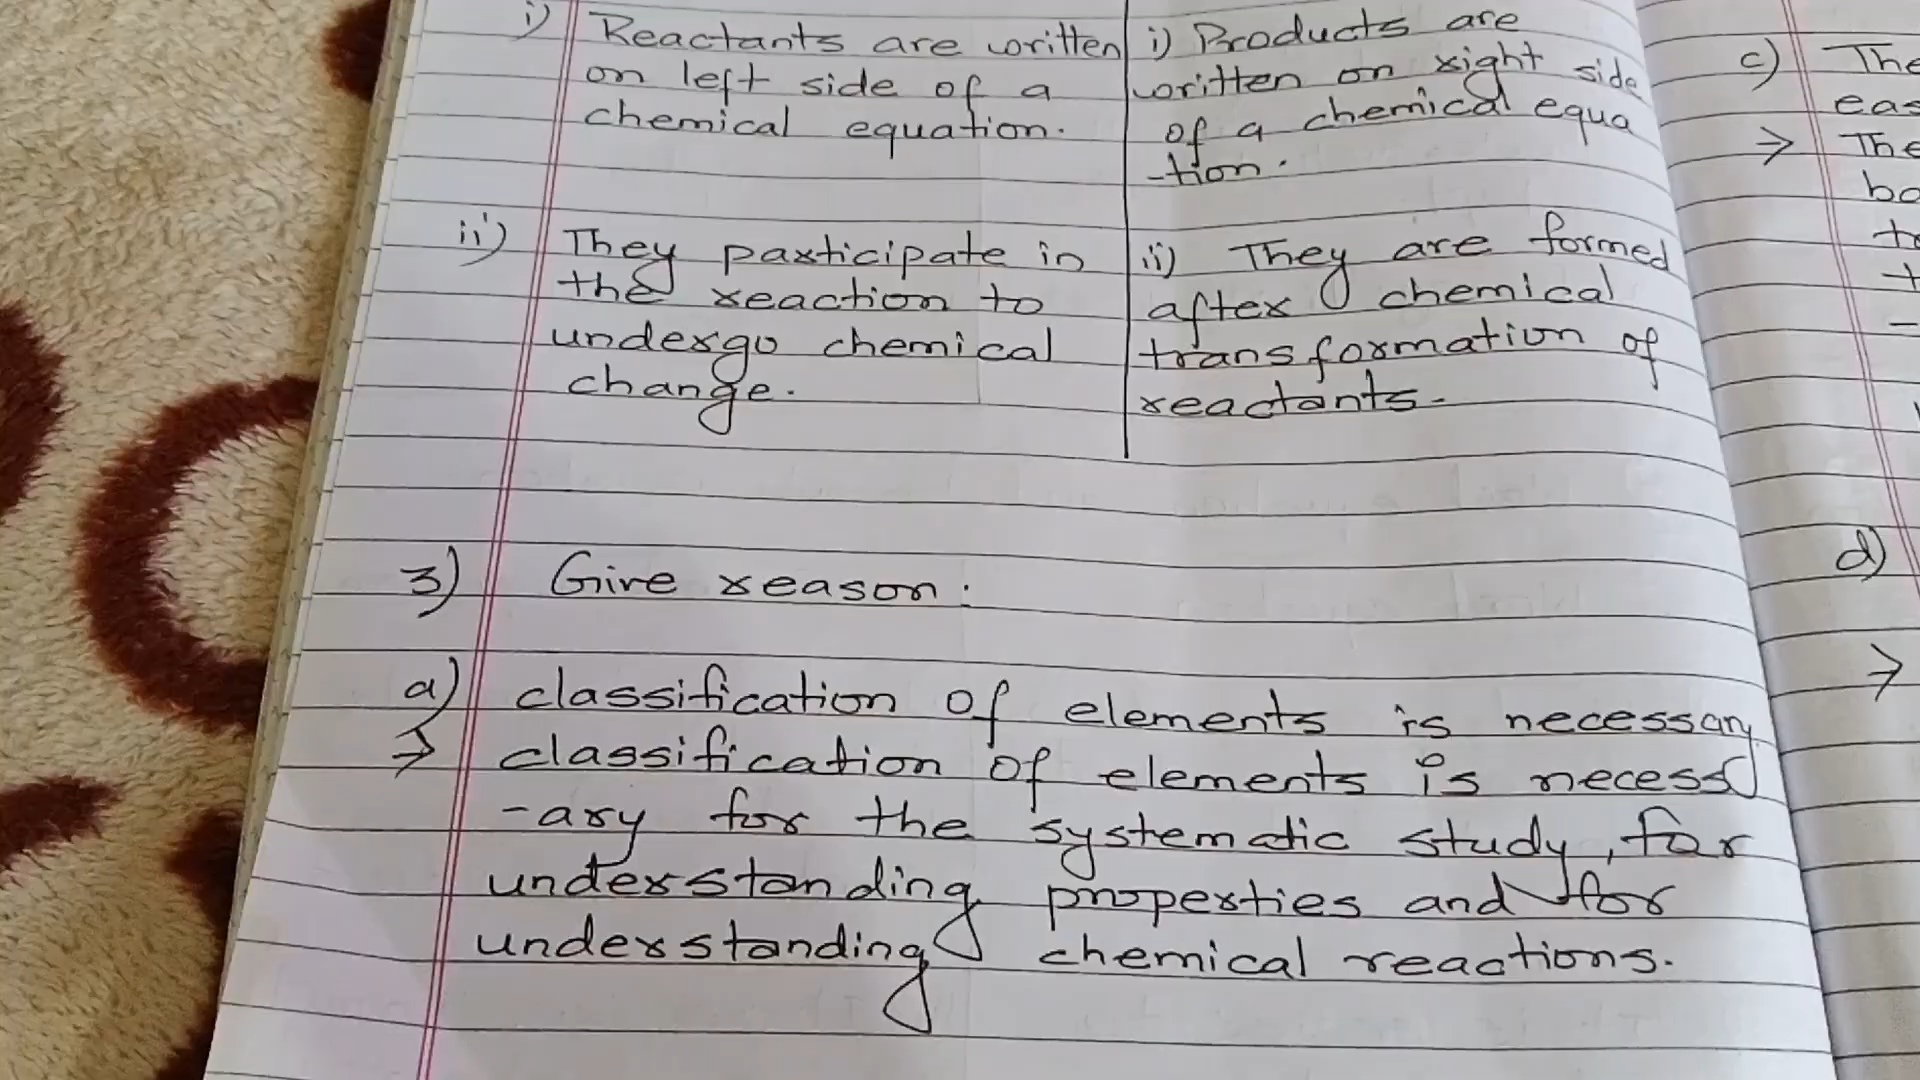 i) Reactants are written
on left side of a
chemical equation.
i) Products are
written on right side
of a chemical equa
-tion.
ii) They participate in
the reaction to
undergo chemical
change.
ii) They are formed
after chemical
transformation of
reactants.
3) Give reason:
a) classification of elements is necessary
→ classification of elements is necess
-ary for the systematic study, for
understanding properties and for
understanding chemical reactions.
c) The
→ The
d)
→